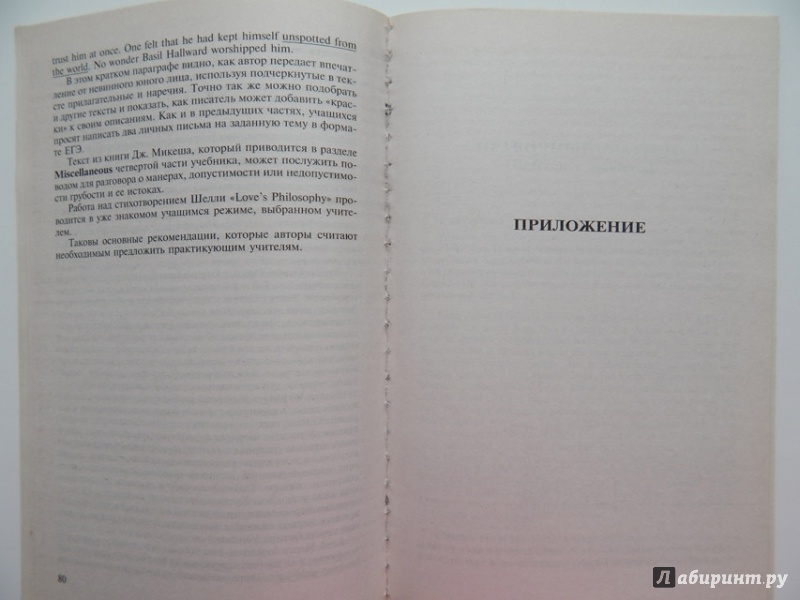 trust him at once. One felt that he had kept himself unspotted from
the world. No wonder Basil Hallward worshipped him.
В этом кратком параграфе видно, как автор передает впечат-
ление от невинного юного лица, используя подчеркнутые в тек-
сте прилагательные и наречия. Точно так же можно подобрать
и другие тексты и показать, как писатель может добавить «крас-
ки» к своим описаниям. Как и в предыдущих частях, учащихся
просят написать два личных письма на заданную тему в форма-
те ЕГЭ.
Текст из книги Дж. Микеша, который приводится в разделе
Miscellaneous четвертой части учебника, может послужить по-
водом для разговора о манерах, допустимости или недопустимо-
сти грубости и ее истоках.
Работа над стихотворением Шелли «Love's Philosophy» про-
водится в уже знакомом учащимся режиме, выбранном учите-
лем.
Таковы основные рекомендации, которые авторы считают
необходимым предложить практикующим учителям.
80
ПРИЛОЖЕНИЕ
Лабиринт.ру